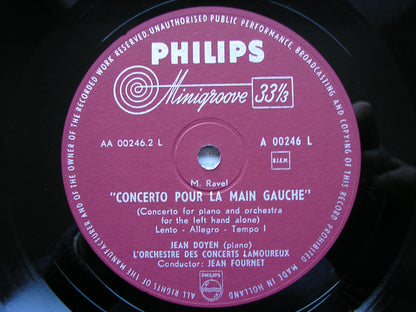 ALL RIGHTS OF THE MANUFACTURER AND OF THE OWNER OF THE RECORDED WORK RESERVED. UNAUTHORISED PUBLIC PERFORMANCE, BROADCASTING AND COPYING OF THIS RECORD PROHIBITED MADE IN HOLLAND
PHILIPS
Minigroove 33⅓
AA 00246.2 L
A 00246 L
B.I.E.M.
M. Ravel
"CONCERTO POUR LA MAIN GAUCHE"
(Concerto for piano and orchestra
for the left hand alone)
Lento - Allegro - Tempo I
JEAN DOYEN (piano)
L'ORCHESTRE DES CONCERTS LAMOUREUX
Conductor: JEAN FOURNET
PHILIPS